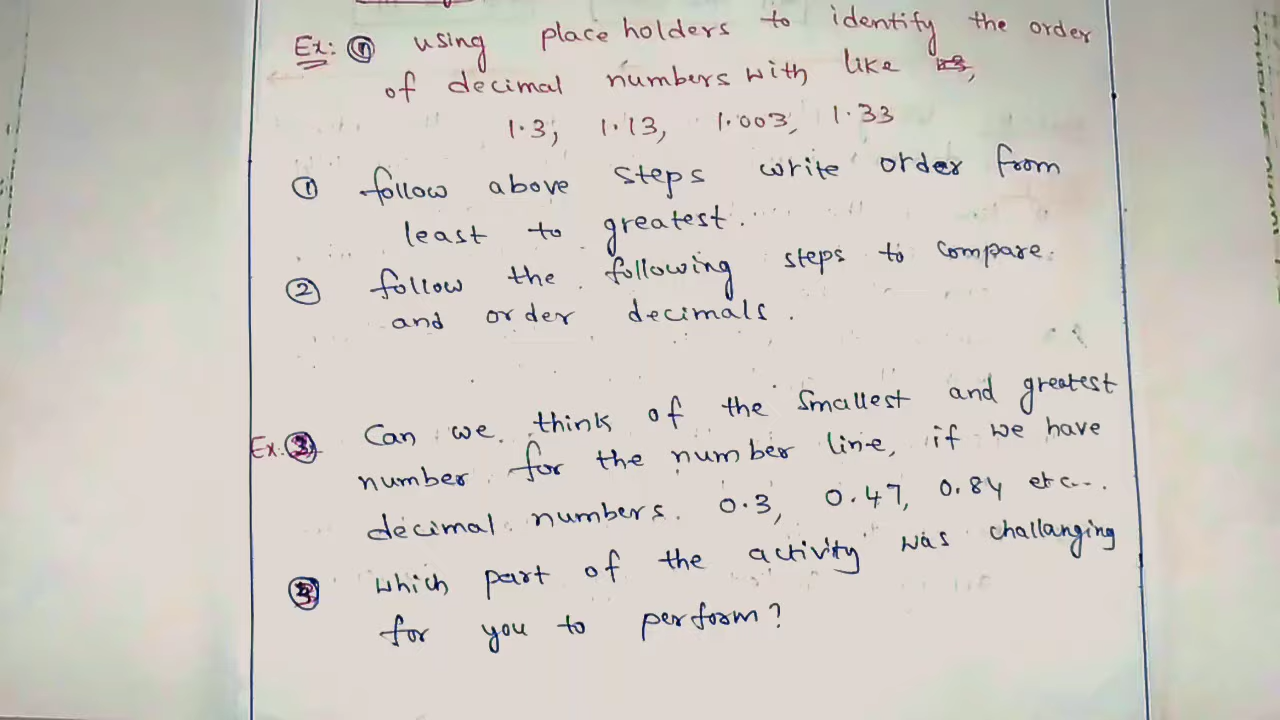 Ex: ① using place holders to identify the order
of decimal numbers with like
1.3, 1.13, 1.003, 1.33
① follow above steps write order from
least to greatest.
② follow the following steps to compare.
and order decimals.
Ex: ③ Can we think of the smallest and greatest
number for the number line, if we have
decimal numbers. 0.3, 0.47, 0.84 etc...
which part of the activity was challanging
for you to perform?